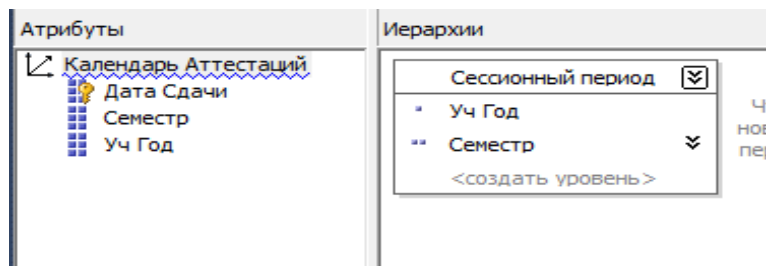 Атрибуты
Календарь Аттестаций
Дата Сдачи
Семестр
Уч Год
Иерархии
Сессионный период
Уч Год
Семестр
<создать уровень>